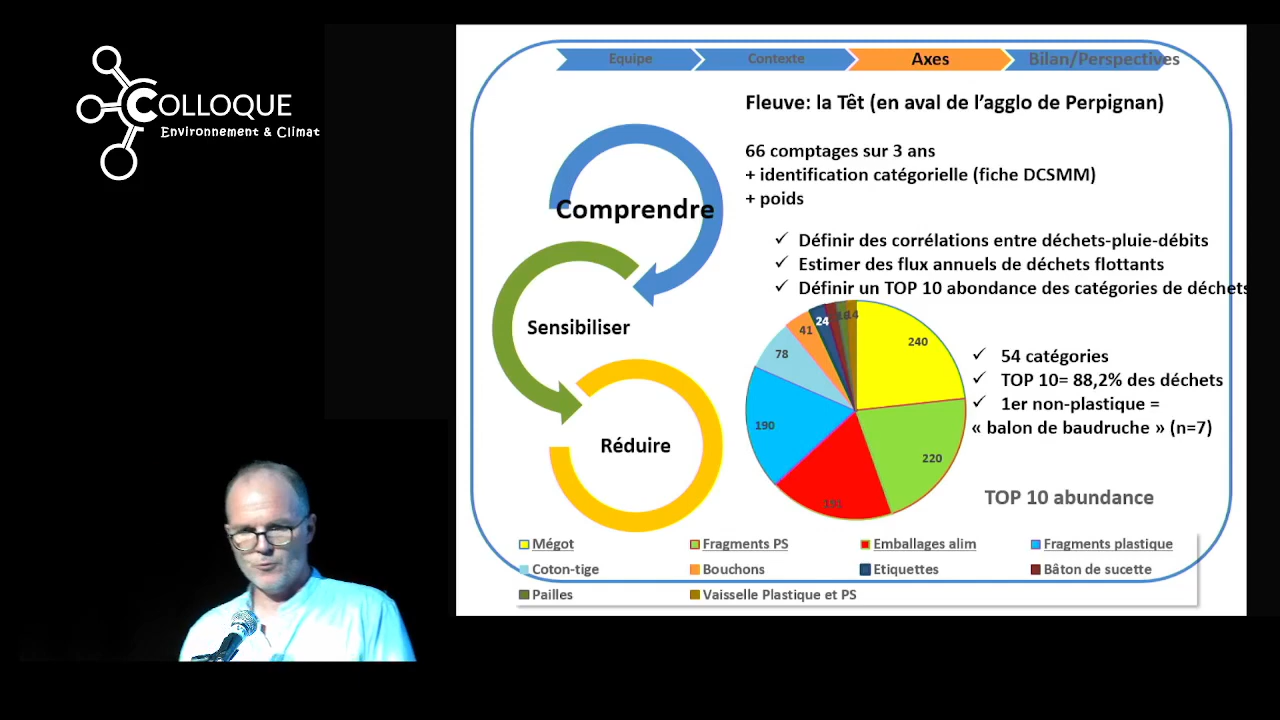 COLLOQUE
Environnement & Climat
Equipe
Contexte
Axes
Bilan/Perspectives
Fleuve: la Têt (en aval de l'agglo de Perpignan)
66 comptages sur 3 ans
+ identification catégorielle (fiche DCSMM)
+ poids
✓ Définir des corrélations entre déchets-pluie-débits
✓ Estimer des flux annuels de déchets flottants
✓ Définir un TOP 10 abondance des catégories de déchets
Comprendre
Sensibiliser
Réduire
240
220
190
78
41
24
✓ 54 catégories
✓ TOP 10= 88,2% des déchets
✓ 1er non-plastique =
« balon de baudruche » (n=7)
TOP 10 abundance
Mégot
Fragments PS
Emballages alim
Fragments plastique
Coton-tige
Bouchons
Etiquettes
Bâton de sucette
Pailles
Vaisselle Plastique et PS